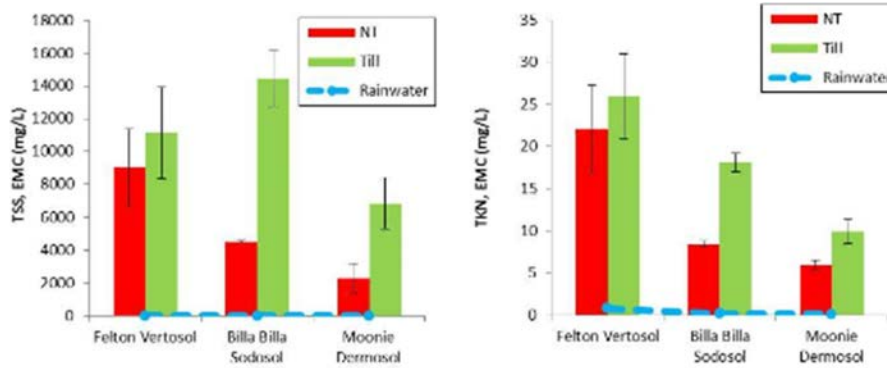 18000
16000
14000
12000
10000
8000
6000
4000
2000
0
TSS, EMC (mg/L)
NT
Till
Rainwater
Felton Vertosol
Billa Billa
Sodosol
Moonie
Dermosol
35
30
25
20
15
10
5
0
TKN, EMC (mg/L)
NT
Till
Rainwater
Felton Vertosol
Billa Billa
Sodosol
Moonie
Dermosol